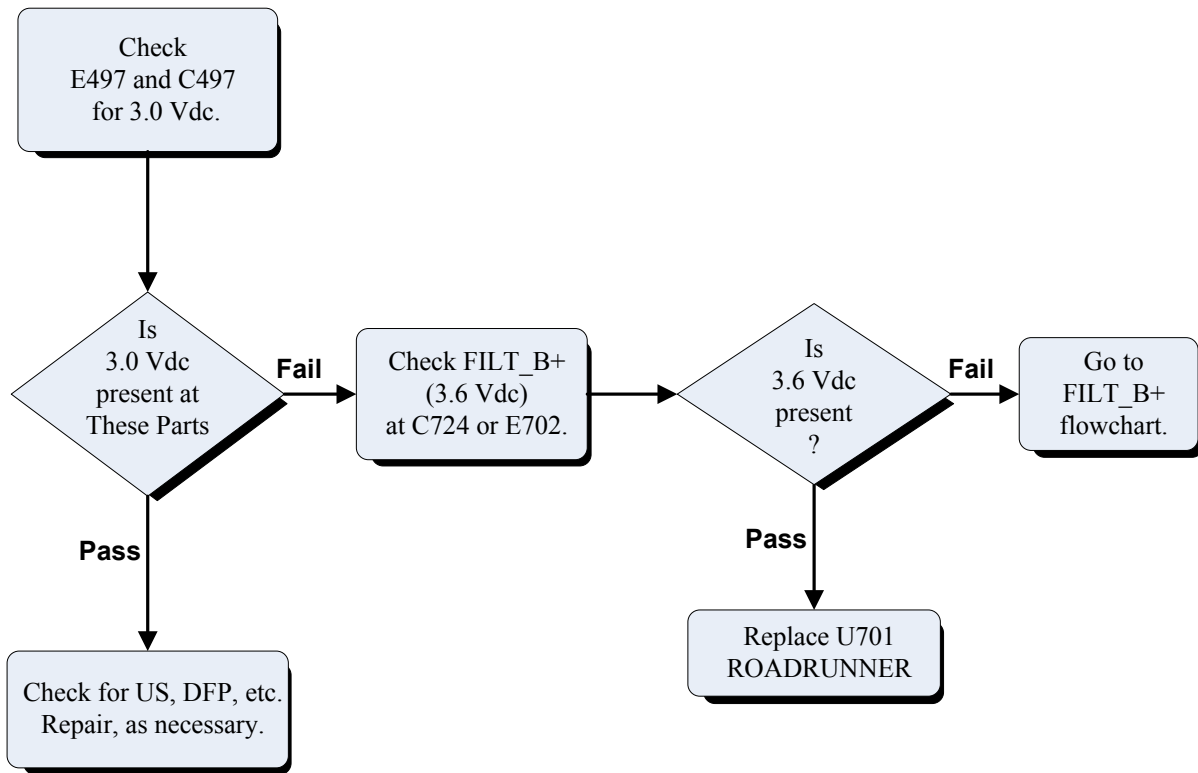 Check
E497 and C497
for 3.0 Vdc.
Is
3.0 Vdc
present at
These Parts
Fail
Check FILT_B+
(3.6 Vdc)
at C724 or E702.
Is
3.6 Vdc
present
?
Fail
Go to
FILT_B+
flowchart.
Pass
Check for US, DFP, etc.
Repair, as necessary.
Pass
Replace U701
ROADRUNNER